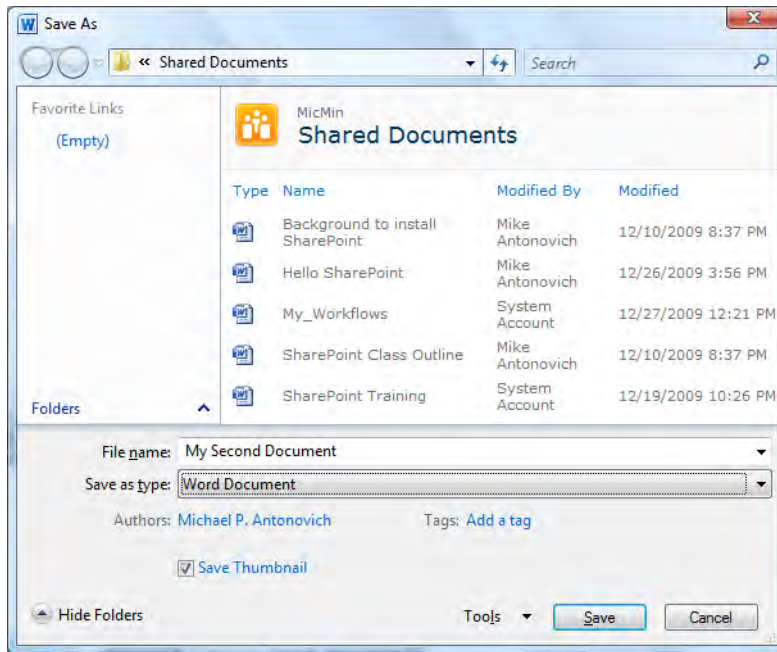 Save As
« Shared Documents
Search
Favorite Links
(Empty)
MicMin
Shared Documents
Type Name Modified By Modified
Background to install SharePoint Mike Antonovich 12/10/2009 8:37 PM
Hello SharePoint Mike Antonovich 12/26/2009 3:56 PM
My_Workflows System Account 12/27/2009 12:21 PM
SharePoint Class Outline Mike Antonovich 12/10/2009 8:37 PM
SharePoint Training System Account 12/19/2009 10:26 PM
Folders
File name: My Second Document
Save as type: Word Document
Authors: Michael P. Antonovich Tags: Add a tag
Save Thumbnail
Hide Folders Tools Save Cancel